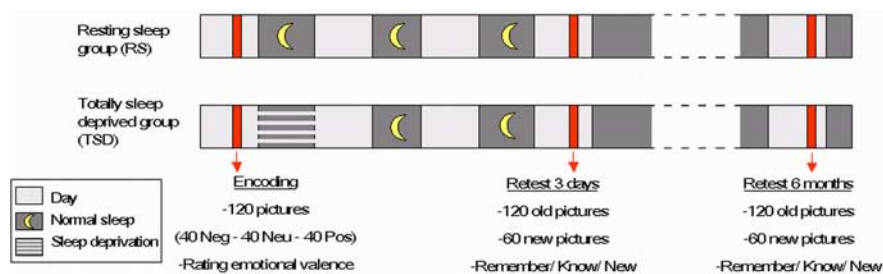 Resting sleep
group (RS)
Totally sleep
deprived group
(TSD)
Day
Normal sleep
Sleep deprivation
Encoding
-120 pictures
(40 Neg - 40 Neu - 40 Pos)
-Rating emotional valence
Retest 3 days
-120 old pictures
-60 new pictures
-Remember/ Know/ New
Retest 6 months
-120 old pictures
-60 new pictures
-Remember/ Know/ New